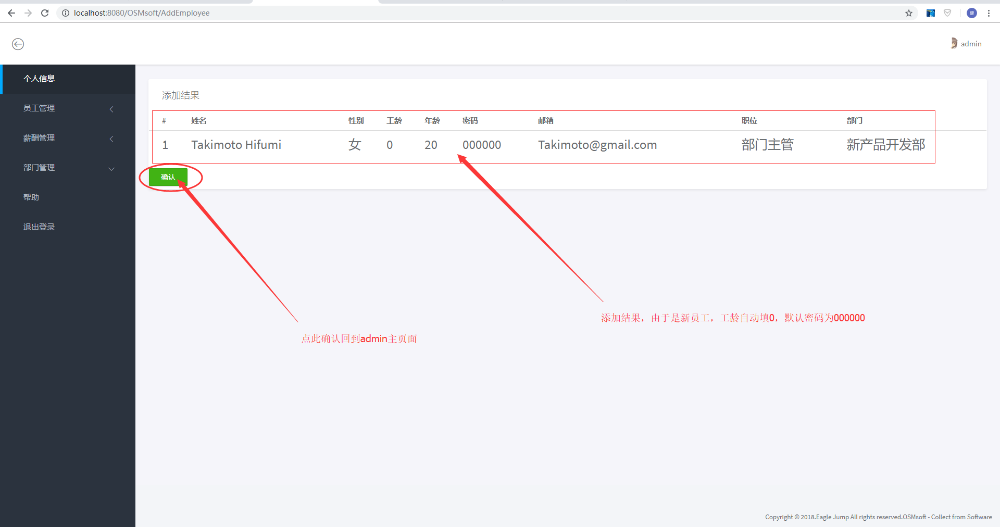 localhost:8080/OSMsoft/AddEmployee
健
admin
个人信息
员工管理
薪酬管理
部门管理
帮助
退出登录
添加结果
# 姓名 性别 工龄 年龄 密码 邮箱 职位 部门
1 Takimoto Hifumi 女 0 20 000000 Takimoto@gmail.com 部门主管 新产品开发部
确认
添加结果，由于是新员工，工龄自动填0，默认密码为000000
点此确认回到admin主页面
Copyright © 2018.Eagle Jump All rights reserved.OSMsoft - Collect from Software